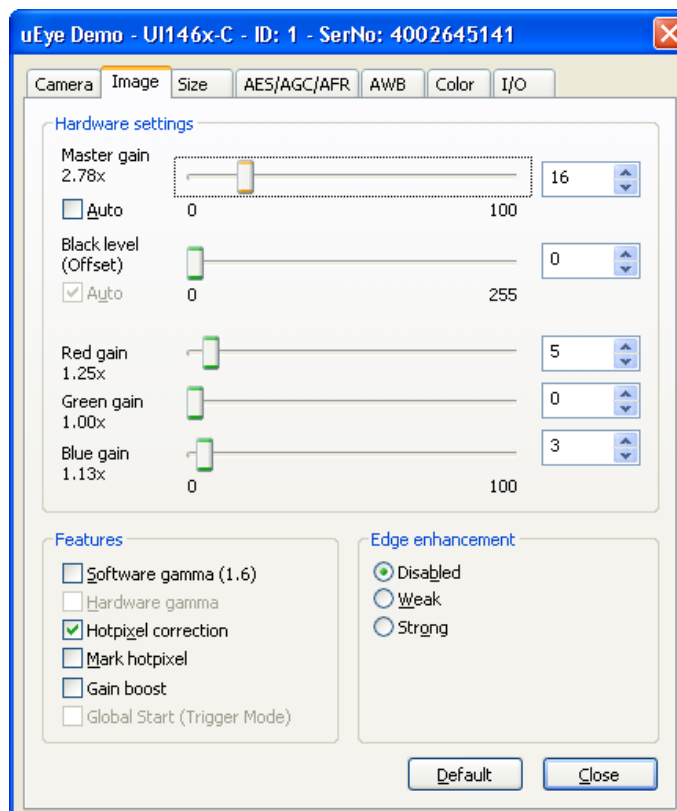 uEye Demo - UI146x-C - ID: 1 - SerNo: 4002645141
Camera Image Size AES/AGC/AFR AWB Color I/O
Hardware settings
Master gain
2.78x
16
Auto 0 100
Black level
(Offset)
0
Auto 0 255
Red gain
1.25x
5
Green gain
1.00x
0
Blue gain
1.13x
3
0 100
Features
Software gamma (1.6)
Hardware gamma
Hotpixel correction
Mark hotpixel
Gain boost
Global Start (Trigger Mode)
Edge enhancement
Disabled
Weak
Strong
Default Close